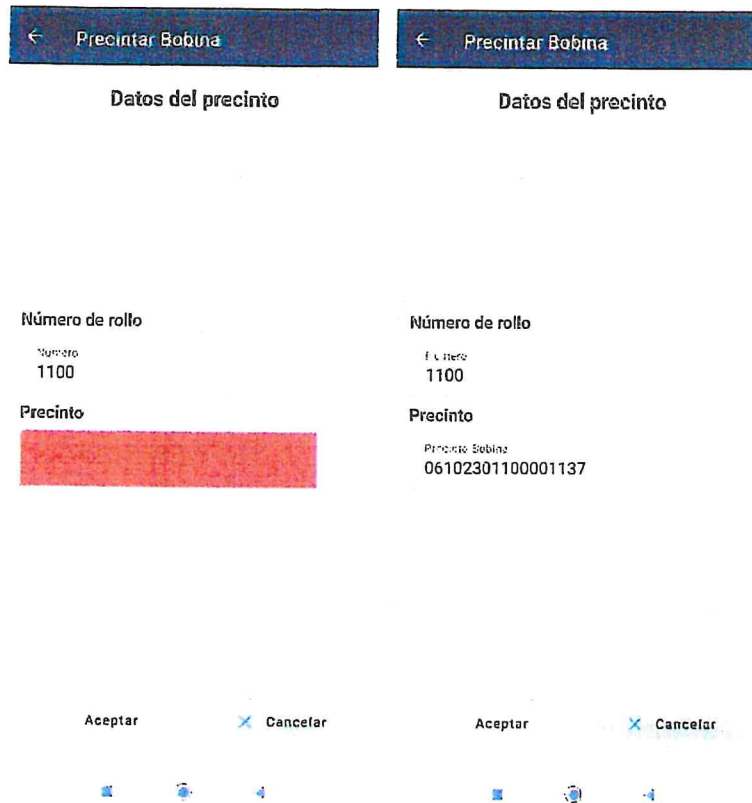 ← Precintar Bobina
Datos del precinto
Número de rollo
Número
1100
Precinto
Aceptar
✕ Cancelar
← Precintar Bobina
Datos del precinto
Número de rollo
1100
Precinto
Precinto Bobina
06102301100001137
Aceptar
✕ Cancelar